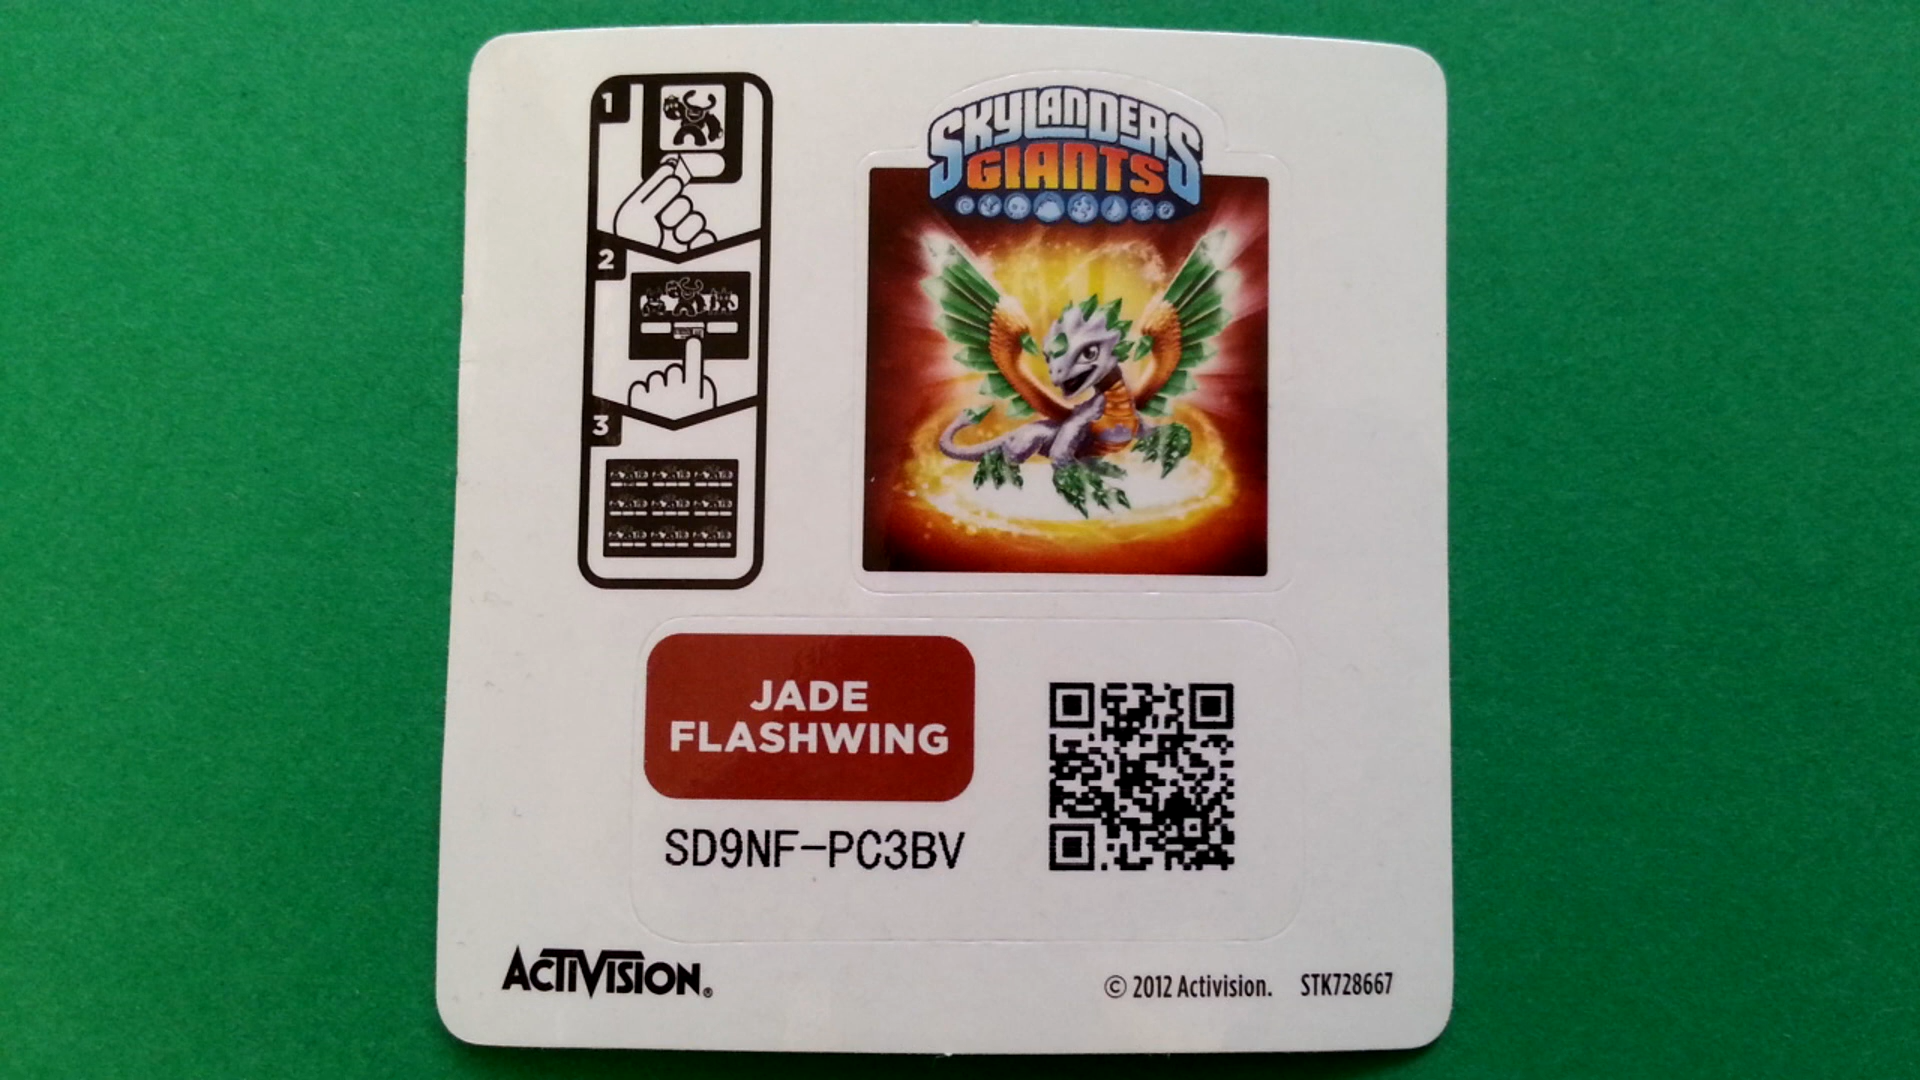 1
2
3
SKYLANDERS
GIANTS
JADE
FLASHWING
SD9NF-PC3BV
ACTIVISION®
© 2012 Activision. STK728667